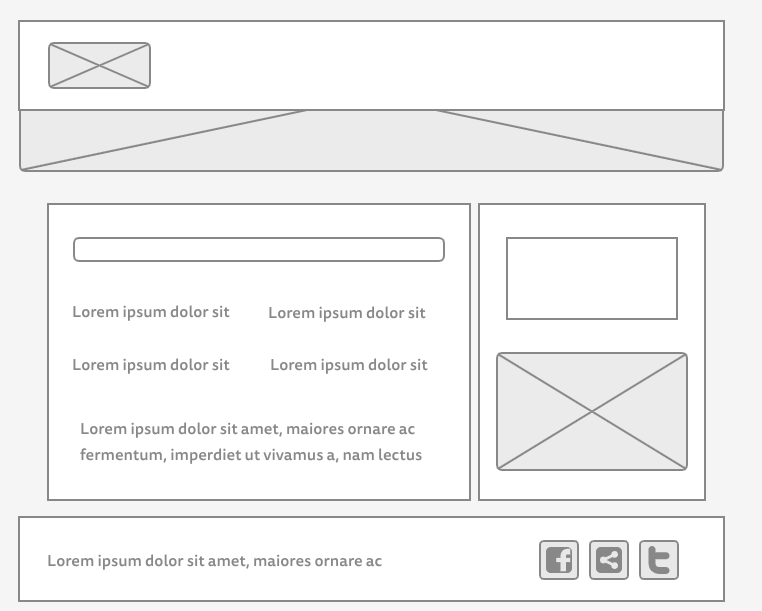 Lorem ipsum dolor sit
Lorem ipsum dolor sit
Lorem ipsum dolor sit
Lorem ipsum dolor sit
Lorem ipsum dolor sit amet, maiores ornare ac
fermentum, imperdiet ut vivamus a, nam lectus
Lorem ipsum dolor sit amet, maiores ornare ac